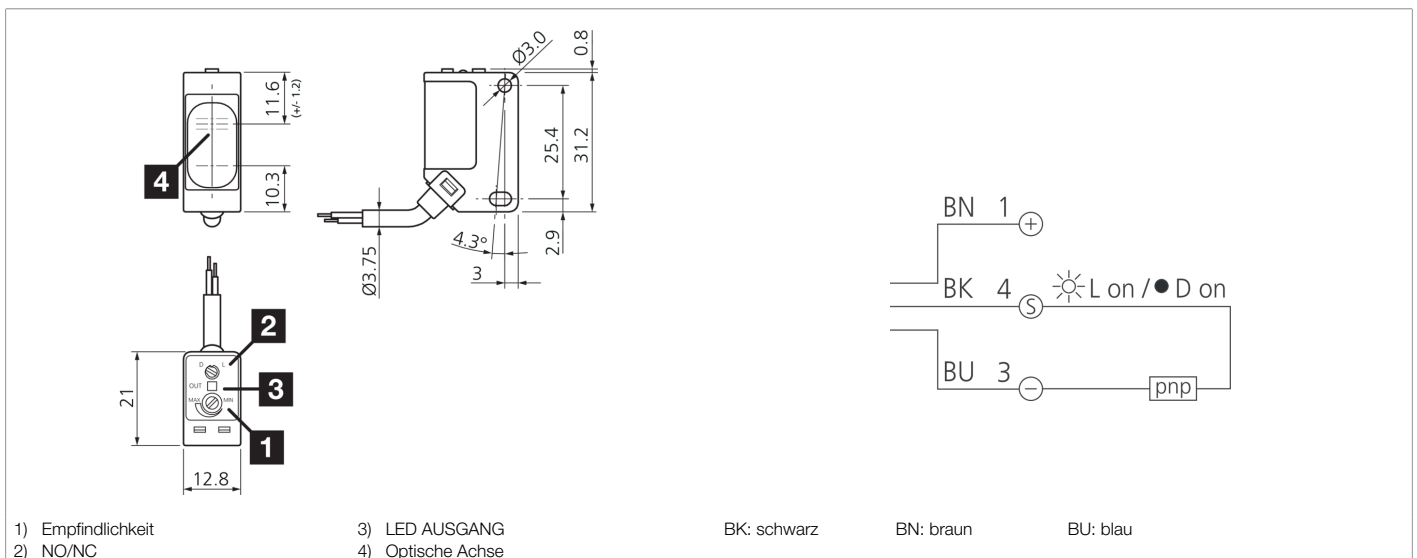 Ø3.0
0.8
11.6
(+/- 1.2)
25.4
31.2
4
10.3
2.9
4.3°
3
Ø3.75
BN 1 +
BK 4 S L on / D on
BU 3 −
pnp
2
D L
OUT
3
MAX MIN
1
21
12.8
1) Empfindlichkeit
2) NO/NC
3) LED AUSGANG
4) Optische Achse
BK: schwarz
BN: braun
BU: blau